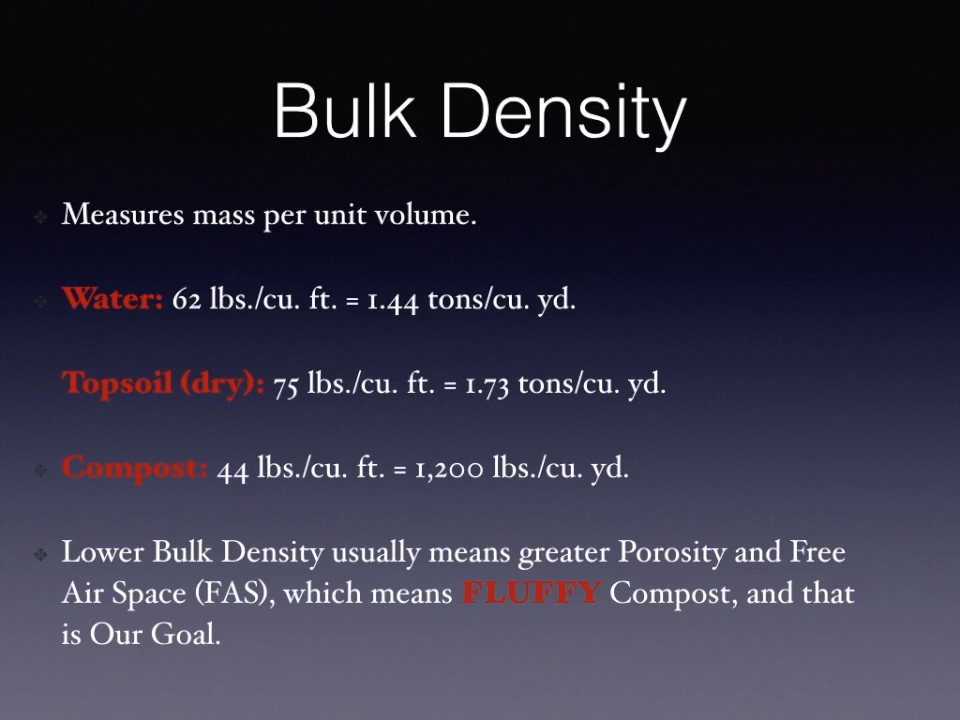 Bulk Density
Measures mass per unit volume.
Water: 62 lbs./cu. ft. = 1.44 tons/cu. yd.
Topsoil (dry): 75 lbs./cu. ft. = 1.73 tons/cu. yd.
Compost: 44 lbs./cu. ft. = 1,200 lbs./cu. yd.
Lower Bulk Density usually means greater Porosity and Free
Air Space (FAS), which means FLUFFY Compost, and that
is Our Goal.